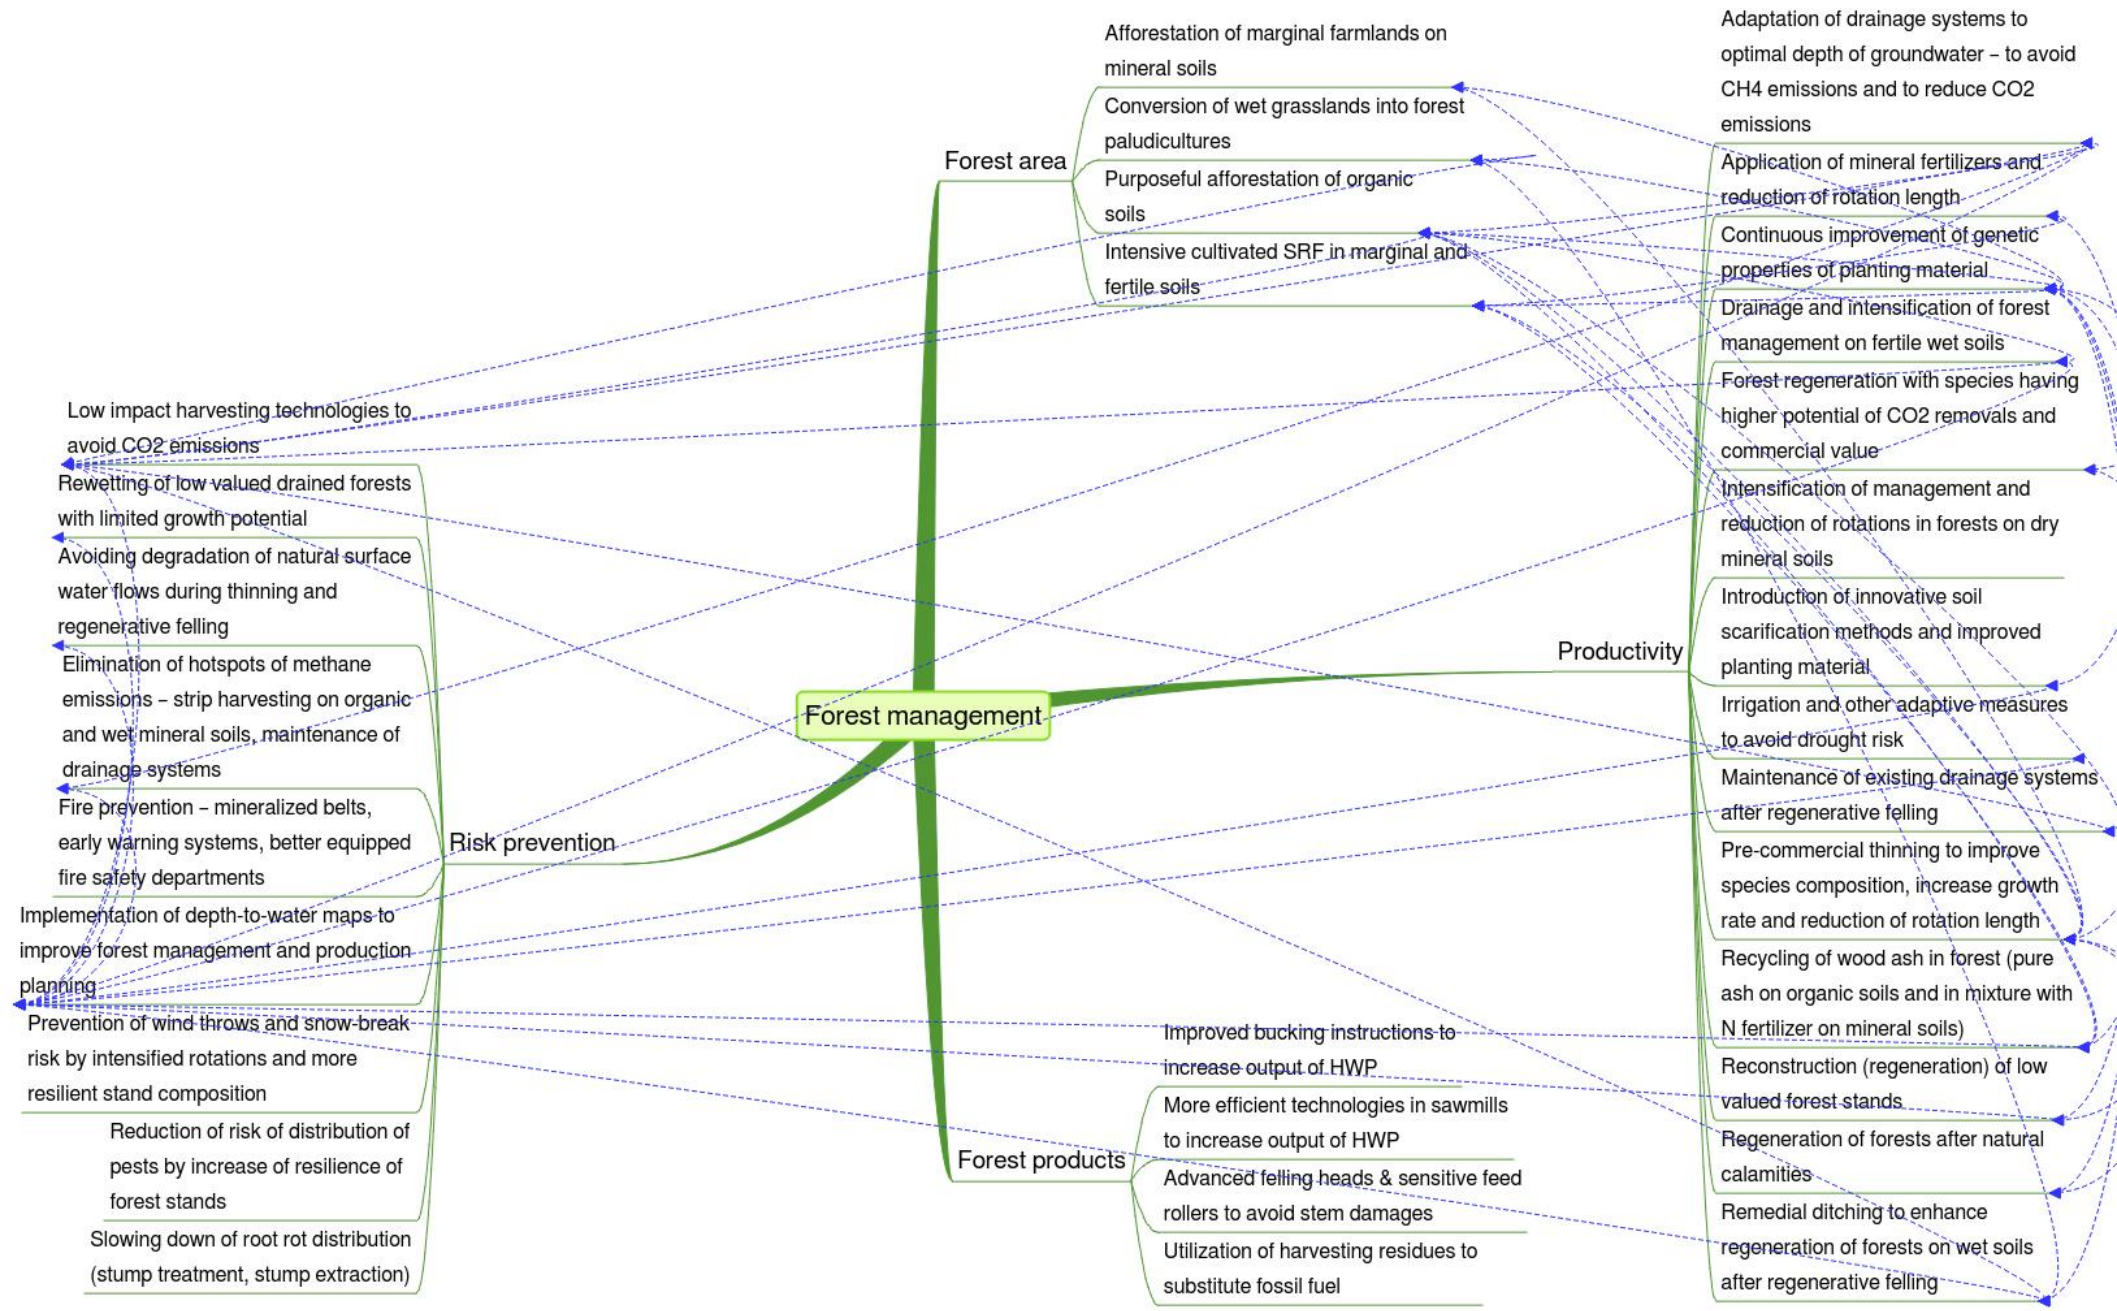 Forest management
Forest area
Afforestation of marginal farmlands on
mineral soils
Conversion of wet grasslands into forest
paludicultures
Purposeful afforestation of organic
soils
Intensive cultivated SRF in marginal and
fertile soils
Productivity
Adaptation of drainage systems to
optimal depth of groundwater – to avoid
CH4 emissions and to reduce CO2
emissions
Application of mineral fertilizers and
reduction of rotation length
Continuous improvement of genetic
properties of planting material
Drainage and intensification of forest
management on fertile wet soils
Forest regeneration with species having
higher potential of CO2 removals and
commercial value
Intensification of management and
reduction of rotations in forests on dry
mineral soils
Introduction of innovative soil
scarification methods and improved
planting material
Irrigation and other adaptive measures
to avoid drought risk
Maintenance of existing drainage systems
after regenerative felling
Pre-commercial thinning to improve
species composition, increase growth
rate and reduction of rotation length
Recycling of wood ash in forest (pure
ash on organic soils and in mixture with
N fertilizer on mineral soils)
Reconstruction (regeneration) of low
valued forest stands
Regeneration of forests after natural
calamities
Remedial ditching to enhance
regeneration of forests on wet soils
after regenerative felling
Risk prevention
Low impact harvesting technologies to
avoid CO2 emissions
Rewetting of low valued drained forests
with limited growth potential
Avoiding degradation of natural surface
water flows during thinning and
regenerative felling
Elimination of hotspots of methane
emissions – strip harvesting on organic
and wet mineral soils, maintenance of
drainage systems
Fire prevention – mineralized belts,
early warning systems, better equipped
fire safety departments
Implementation of depth-to-water maps to
improve forest management and production
planning
Prevention of wind throws and snow-break
risk by intensified rotations and more
resilient stand composition
Reduction of risk of distribution of
pests by increase of resilience of
forest stands
Slowing down of root rot distribution
(stump treatment, stump extraction)
Forest products
Improved bucking instructions to
increase output of HWP
More efficient technologies in sawmills
to increase output of HWP
Advanced felling heads & sensitive feed
rollers to avoid stem damages
Utilization of harvesting residues to
substitute fossil fuel